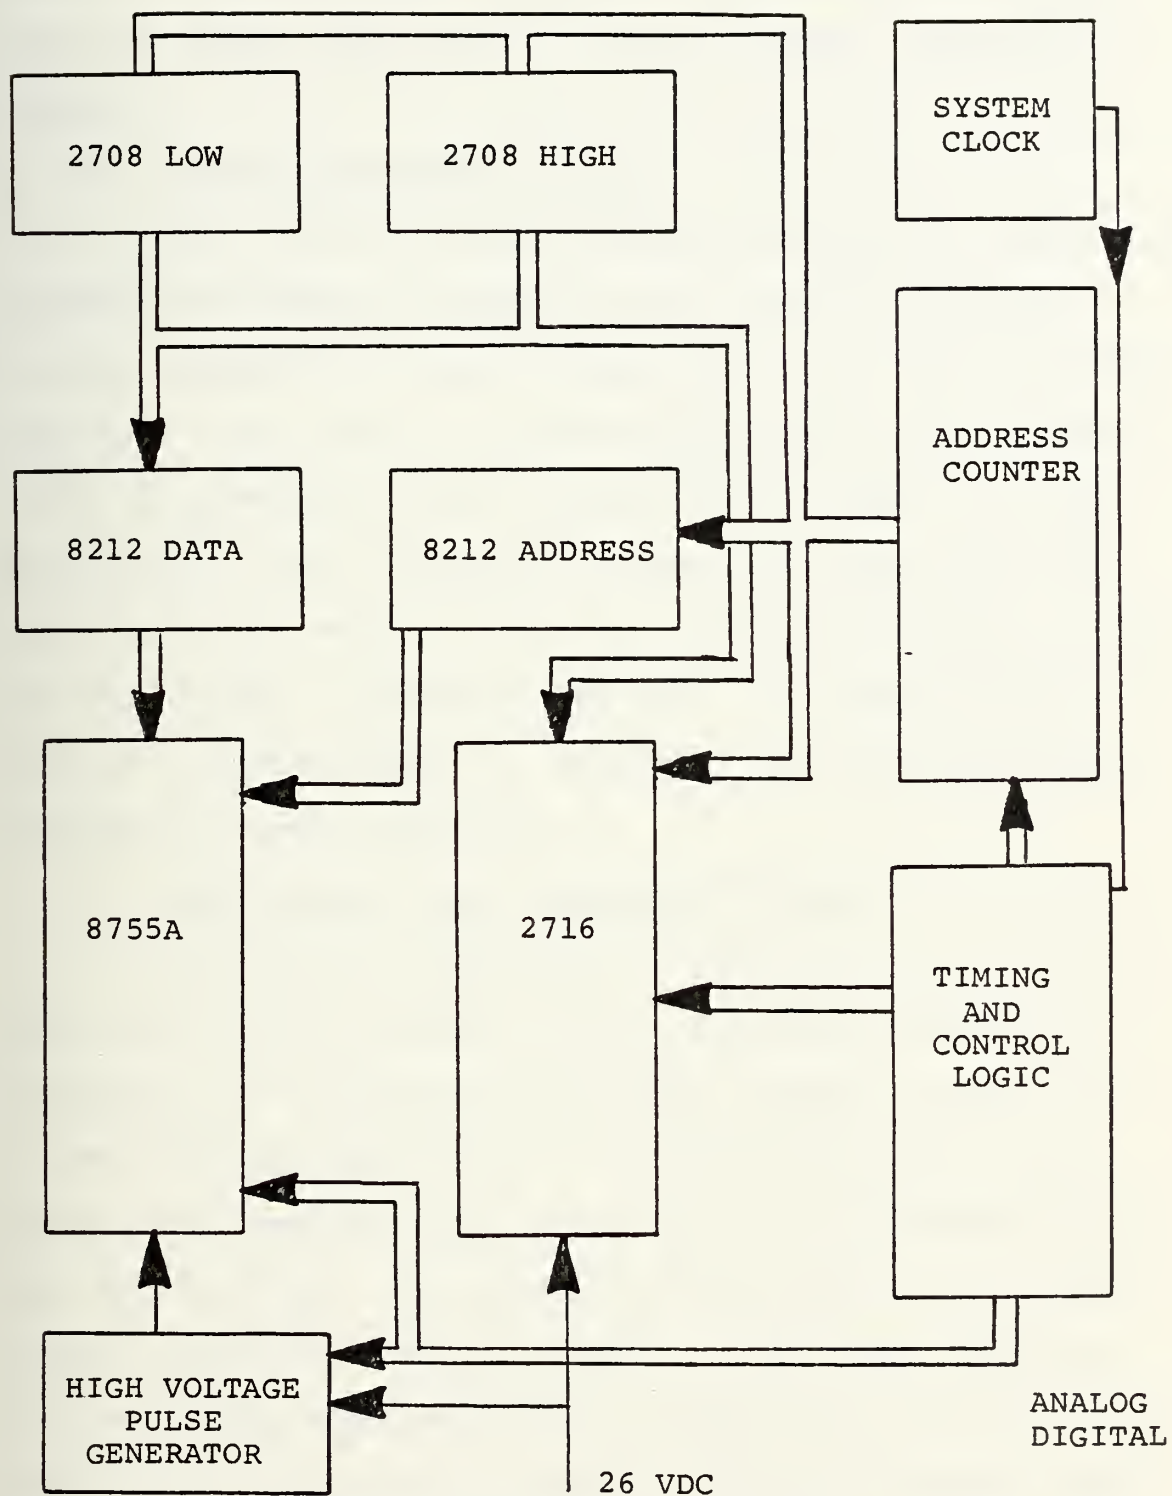 2708 LOW
2708 HIGH
SYSTEM
CLOCK
ADDRESS
COUNTER
8212 DATA
8212 ADDRESS
8755A
2716
TIMING
AND
CONTROL
LOGIC
HIGH VOLTAGE
PULSE
GENERATOR
ANALOG
DIGITAL
26 VDC